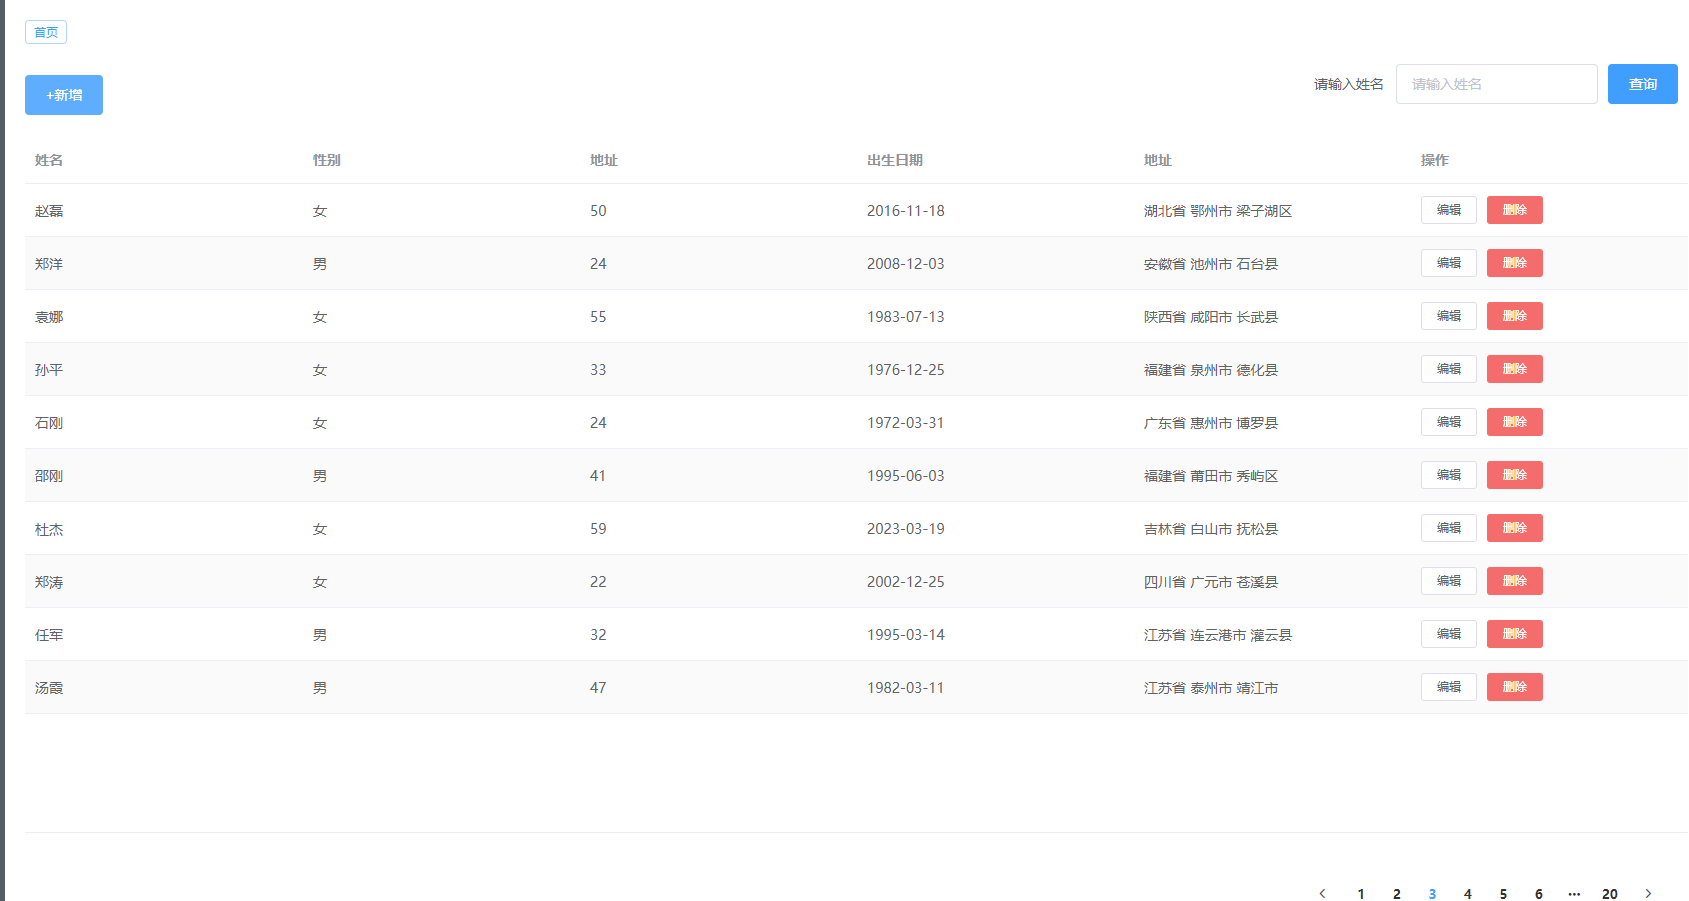 首页
+新增
请输入姓名 请输入姓名 查询
姓名 性别 地址 出生日期 地址 操作
赵磊 女 50 2016-11-18 湖北省 鄂州市 梁子湖区 编辑 删除
郑洋 男 24 2008-12-03 安徽省 池州市 石台县 编辑 删除
袁娜 女 55 1983-07-13 陕西省 咸阳市 长武县 编辑 删除
孙平 女 33 1976-12-25 福建省 泉州市 德化县 编辑 删除
石刚 女 24 1972-03-31 广东省 惠州市 博罗县 编辑 删除
邵刚 男 41 1995-06-03 福建省 莆田市 秀屿区 编辑 删除
杜杰 女 59 2023-03-19 吉林省 白山市 抚松县 编辑 删除
郑涛 女 22 2002-12-25 四川省 广元市 苍溪县 编辑 删除
任军 男 32 1995-03-14 江苏省 连云港市 灌云县 编辑 删除
汤霞 男 47 1982-03-11 江苏省 泰州市 靖江市 编辑 删除
1 2 3 4 5 6 ··· 20